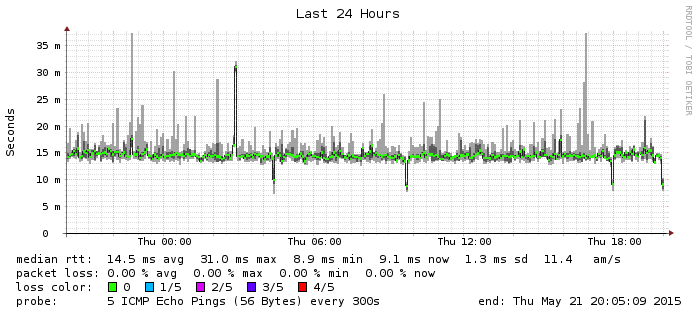 Last 24 Hours
RRDTOOL / TOBI OETIKER
Seconds
35 m
30 m
25 m
20 m
15 m
10 m
5 m
0
Thu 00:00 Thu 06:00 Thu 12:00 Thu 18:00
median rtt: 14.5 ms avg 31.0 ms max 8.9 ms min 9.1 ms now 1.3 ms sd 11.4 am/s
packet loss: 0.00 % avg 0.00 % max 0.00 % min 0.00 % now
loss color: 0 1/5 2/5 3/5 4/5
probe: 5 ICMP Echo Pings (56 Bytes) every 300s end: Thu May 21 20:05:09 2015